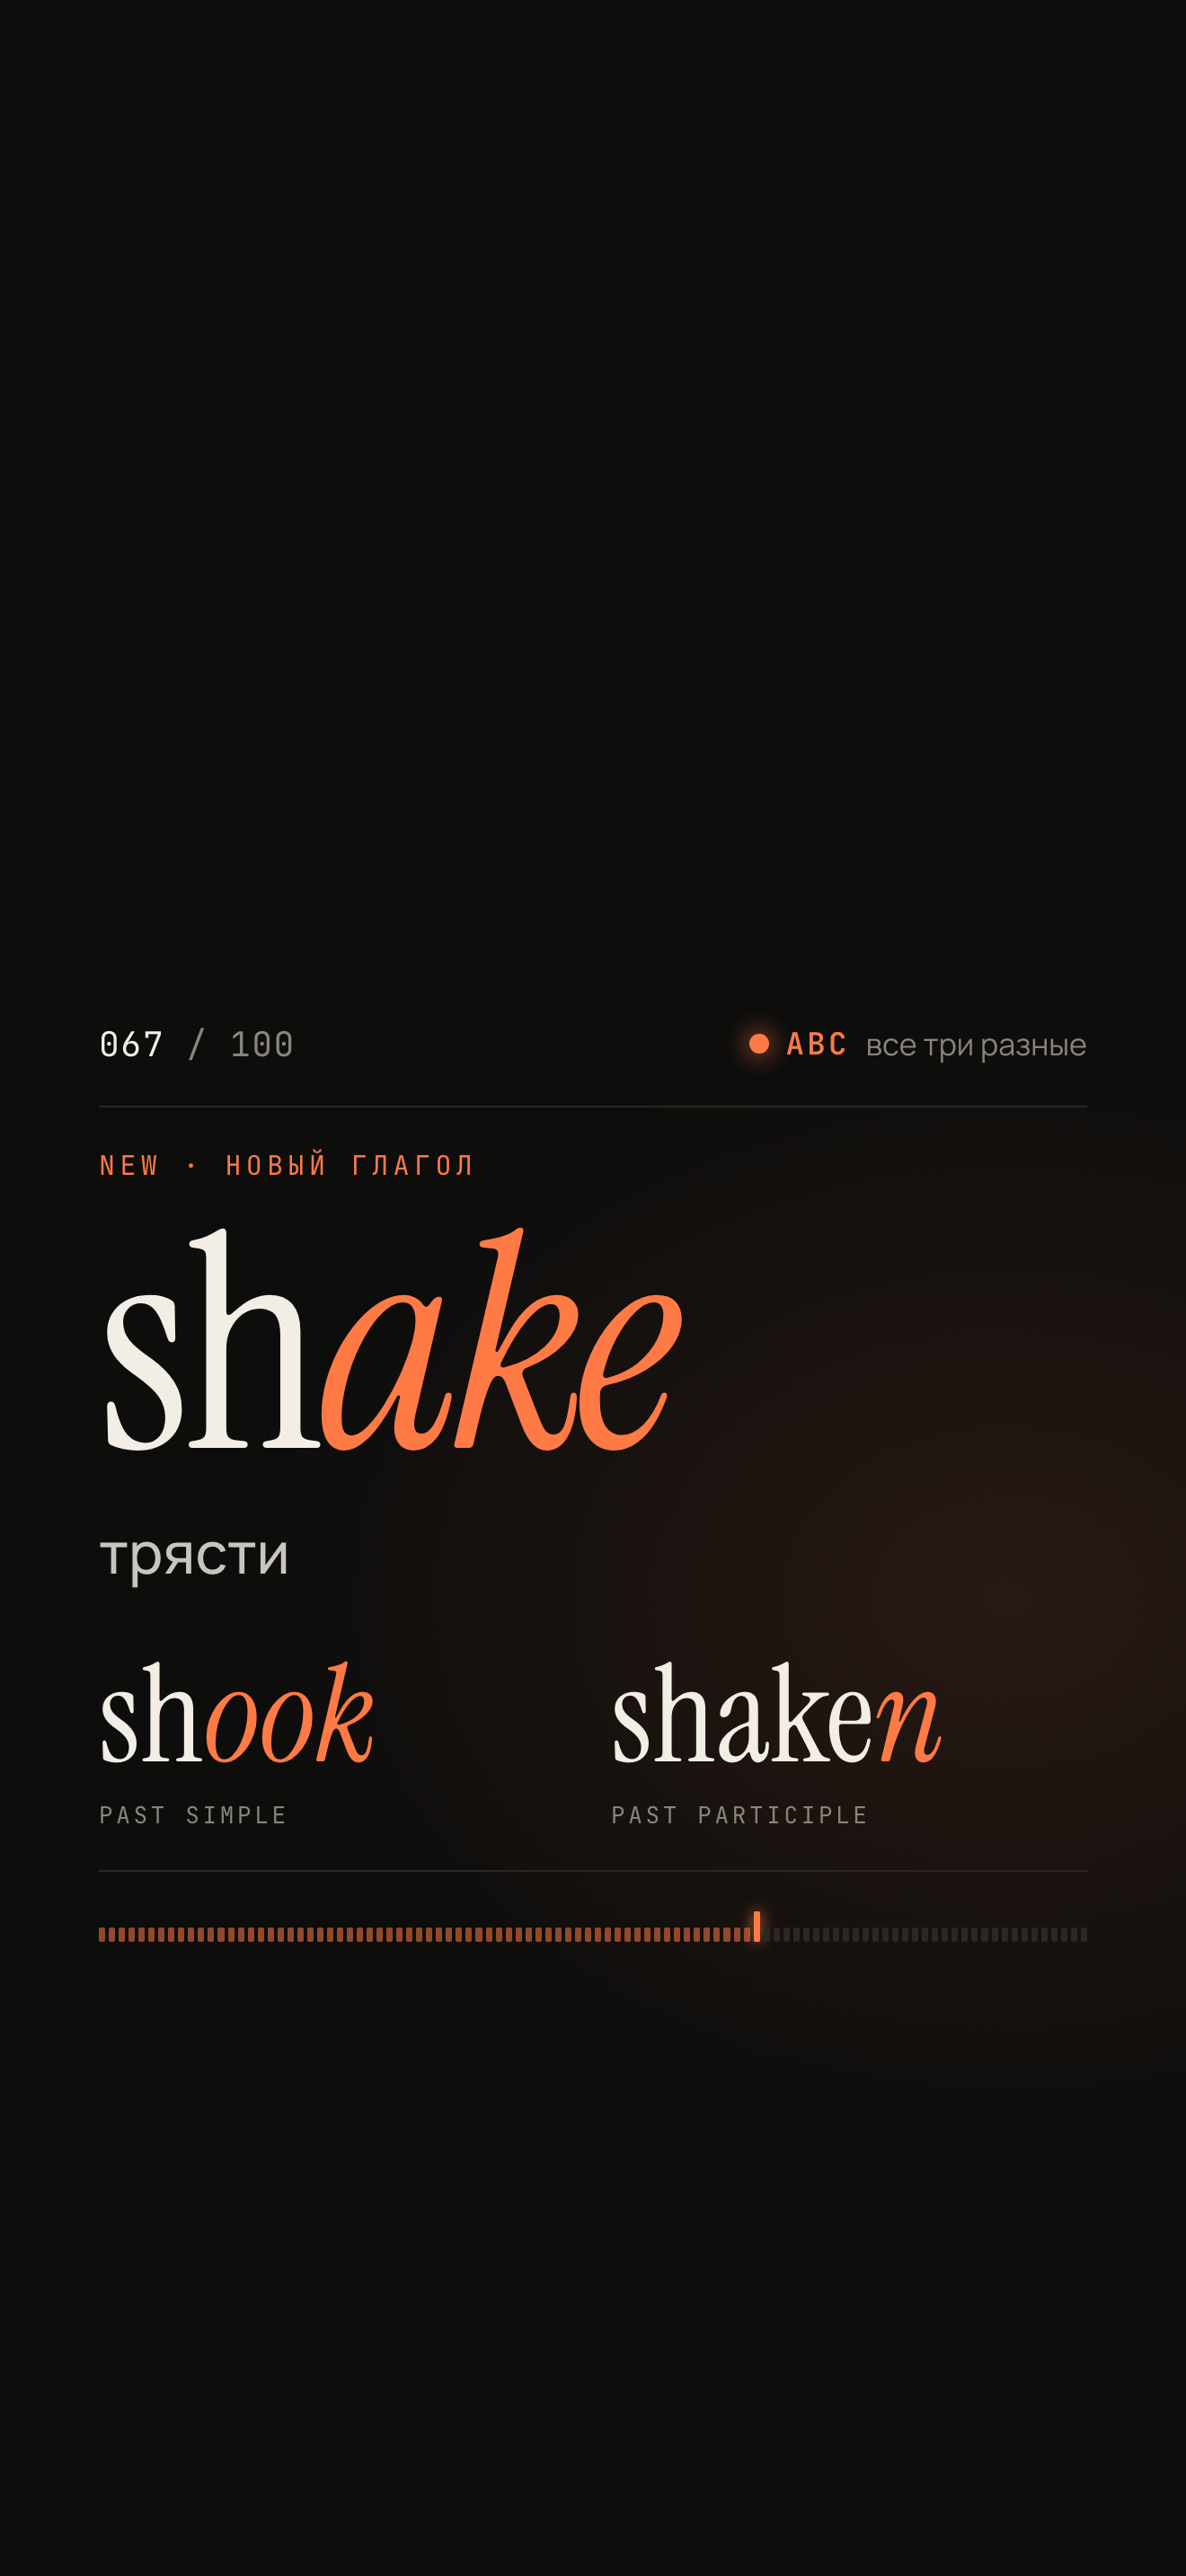 067 / 100
ABC все три разные
NEW · НОВЫЙ ГЛАГОЛ
shake
трясти
shook
shaken
PAST SIMPLE
PAST PARTICIPLE